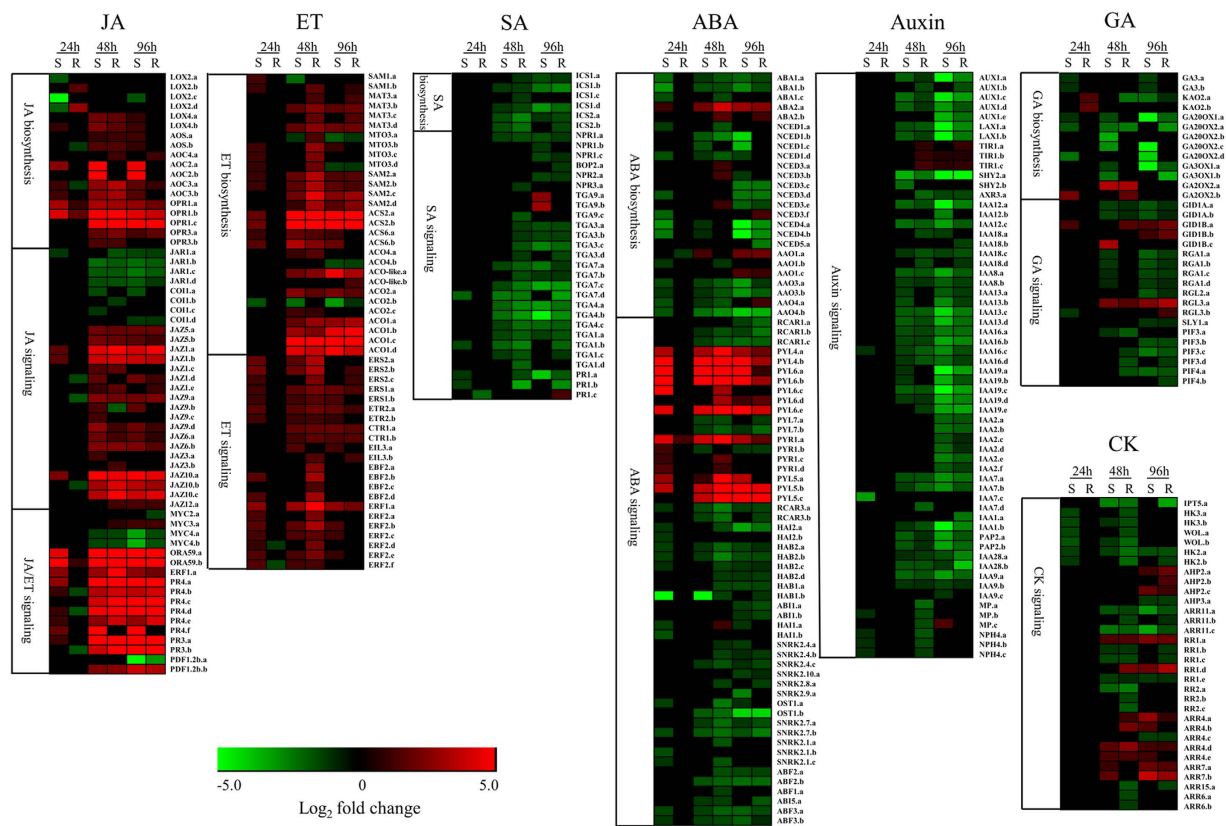 JA
24h 48h 96h
S R S R S R
JA biosynthesis
JA signaling
JA/ET signaling
LOX2.a
LOX2.b
LOX2.c
LOX2.d
LOX4.a
LOX4.b
AOS.a
AOS.b
AOC4.a
AOC2.a
AOC2.b
AOC3.a
AOC3.b
OPR1.a
OPR1.b
OPR1.c
OPR3.a
OPR3.b
JAR1.a
JAR1.b
JAR1.c
JAR1.d
COI1.a
COI1.b
COI1.c
COI1.d
JAZ5.a
JAZ5.b
JAZ1.a
JAZ1.b
JAZ1.c
JAZ1.d
JAZ1.e
JAZ9.a
JAZ9.b
JAZ9.c
JAZ9.d
JAZ6.a
JAZ6.b
JAZ3.a
JAZ3.b
JAZ10.a
JAZ10.b
JAZ10.c
JAZ12.a
MYC2.a
MYC3.a
MYC4.a
MYC4.b
ORA59.a
ORA59.b
ERF1.a
PR4.a
PR4.b
PR4.c
PR4.d
PR4.e
PR4.f
PR3.a
PR3.b
PDF1.2b.a
PDF1.2b.b
ET
24h 48h 96h
S R S R S R
ET biosynthesis
ET signaling
SAM1.a
SAM1.b
MAT3.a
MAT3.b
MAT3.c
MAT3.d
MTO3.a
MTO3.b
MTO3.c
MTO3.d
SAM2.a
SAM2.b
SAM2.c
SAM2.d
ACS2.a
ACS2.b
ACS6.a
ACS6.b
ACO4.a
ACO4.b
ACO-like.a
ACO-like.b
ACO2.a
ACO2.b
ACO2.c
ACO1.a
ACO1.b
ACO1.c
ACO1.d
ERS2.a
ERS2.b
ERS2.c
ERS1.a
ERS1.b
ETR2.a
ETR2.b
CTR1.a
CTR1.b
EIL3.a
EIL3.b
EBF2.a
EBF2.b
EBF2.c
EBF2.d
ERF1.a
ERF2.a
ERF2.b
ERF2.c
ERF2.d
ERF2.e
ERF2.f
SA
24h 48h 96h
S R S R S R
SA biosynthesis
SA signaling
ICS1.a
ICS1.b
ICS1.c
ICS1.d
ICS2.a
ICS2.b
NPR1.a
NPR1.b
NPR1.c
BOP2.a
NPR2.a
NPR3.a
TGA9.a
TGA9.b
TGA9.c
TGA3.a
TGA3.b
TGA3.c
TGA3.d
TGA7.a
TGA7.b
TGA7.c
TGA7.d
TGA4.a
TGA4.b
TGA4.c
TGA1.a
TGA1.b
TGA1.c
TGA1.d
PR1.a
PR1.b
PR1.c
ABA
24h 48h 96h
S R S R S R
ABA biosynthesis
ABA signaling
ABA1.a
ABA1.b
ABA1.c
ABA2.a
ABA2.b
NCED1.a
NCED1.b
NCED1.c
NCED1.d
NCED3.a
NCED3.b
NCED3.c
NCED3.d
NCED3.e
NCED3.f
NCED4.a
NCED4.b
NCED5.a
AAO1.a
AAO1.b
AAO1.c
AAO3.a
AAO3.b
AAO4.a
AAO4.b
RCAR1.a
RCAR1.b
RCAR1.c
PYL4.a
PYL4.b
PYL6.a
PYL6.b
PYL6.c
PYL6.d
PYL6.e
PYL7.a
PYL7.b
PYR1.a
PYR1.b
PYR1.c
PYR1.d
PYL5.a
PYL5.b
PYL5.c
RCAR3.a
RCAR3.b
HAI2.a
HAI2.b
HAB2.a
HAB2.b
HAB2.c
HAB2.d
HAB1.a
HAB1.b
ABI1.a
ABI1.b
HAI1.a
HAI1.b
SNRK2.4.a
SNRK2.4.b
SNRK2.4.c
SNRK2.10.a
SNRK2.8.a
SNRK2.9.a
OST1.a
OST1.b
SNRK2.7.a
SNRK2.7.b
SNRK2.1.a
SNRK2.1.b
SNRK2.1.c
ABF2.a
ABF2.b
ABF1.a
ABI5.a
ABF3.a
ABF3.b
Auxin
24h 48h 96h
S R S R S R
Auxin signaling
AUX1.a
AUX1.b
AUX1.c
AUX1.d
AUX1.e
LAX1.a
LAX1.b
TIR1.a
TIR1.b
TIR1.c
SHY2.a
SHY2.b
AXR3.a
IAA12.a
IAA12.b
IAA12.c
IAA18.a
IAA18.b
IAA18.c
IAA18.d
IAA8.a
IAA8.b
IAA13.a
IAA13.b
IAA13.c
IAA13.d
IAA16.a
IAA16.b
IAA16.c
IAA16.d
IAA19.a
IAA19.b
IAA19.c
IAA19.d
IAA19.e
IAA2.a
IAA2.b
IAA2.c
IAA2.d
IAA2.e
IAA2.f
IAA7.a
IAA7.b
IAA7.c
IAA7.d
IAA1.a
IAA1.b
PAP2.a
PAP2.b
IAA28.a
IAA28.b
IAA9.a
IAA9.b
IAA9.c
MP.a
MP.b
MP.c
NPH4.a
NPH4.b
NPH4.c
GA
24h 48h 96h
S R S R S R
GA biosynthesis
GA signaling
GA3.a
GA3.b
KAO2.a
KAO2.b
GA20OX1.a
GA20OX2.a
GA20OX2.b
GA20OX2.c
GA20OX2.d
GA3OX1.a
GA3OX1.b
GA2OX2.a
GA2OX2.b
GID1A.a
GID1A.b
GID1B.a
GID1B.b
GID1B.c
RGA1.a
RGA1.b
RGA1.c
RGA1.d
RGL2.a
RGL3.a
RGL3.b
SLY1.a
PIF3.a
PIF3.b
PIF3.c
PIF3.d
PIF4.a
PIF4.b
CK
24h 48h 96h
S R S R S R
CK signaling
IPT5.a
HK3.a
HK3.b
WOL.a
WOL.b
HK2.a
HK2.b
AHP2.a
AHP2.b
AHP2.c
AHP3.a
ARR11.a
ARR11.b
ARR11.c
RR1.a
RR1.b
RR1.c
RR1.d
RR1.e
RR2.a
RR2.b
RR2.c
ARR4.a
ARR4.b
ARR4.c
ARR4.d
ARR4.e
ARR7.a
ARR7.b
ARR15.a
ARR6.a
ARR6.b
-5.0 0 5.0
Log2 fold change